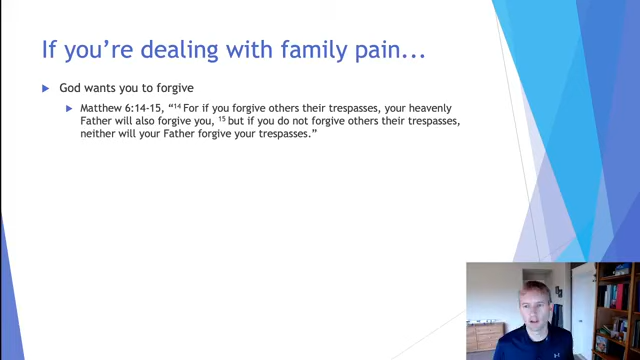 If you're dealing with family pain...
God wants you to forgive
Matthew 6:14-15, “¹⁴ For if you forgive others their trespasses, your heavenly
Father will also forgive you, ¹⁵ but if you do not forgive others their trespasses,
neither will your Father forgive your trespasses.”